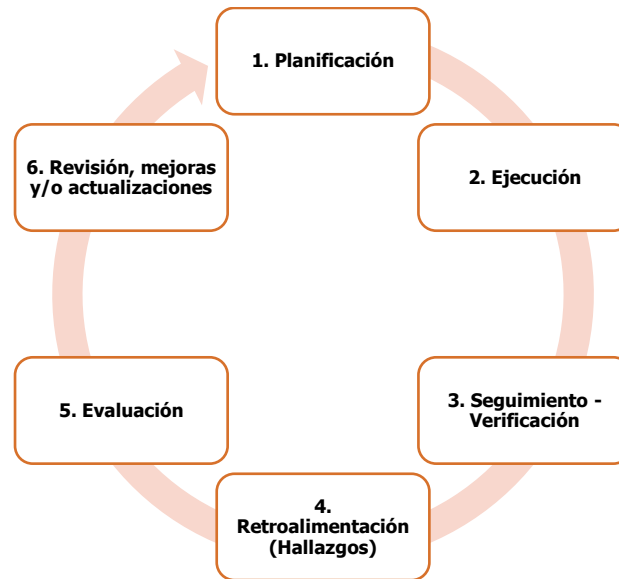 1. Planificación
2. Ejecución
3. Seguimiento -
Verificación
4.
Retroalimentación
(Hallazgos)
5. Evaluación
6. Revisión, mejoras
y/o actualizaciones